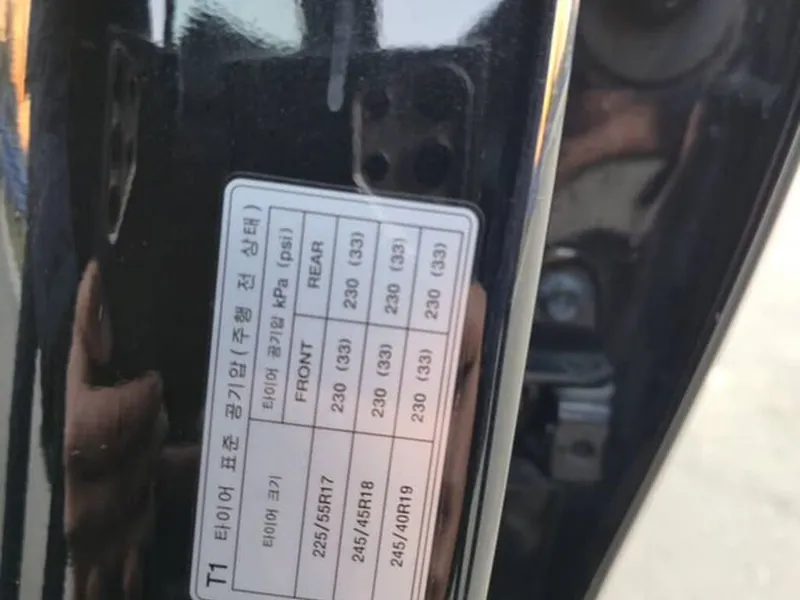 T1 타이어 표준 공기압(주행 전 상태)
타이어 크기 타이어 공기압 kPa (psi)
FRONT REAR
225/55R17 230 (33) 230 (33)
245/45R18 230 (33) 230 (33)
245/40R19 230 (33) 230 (33)